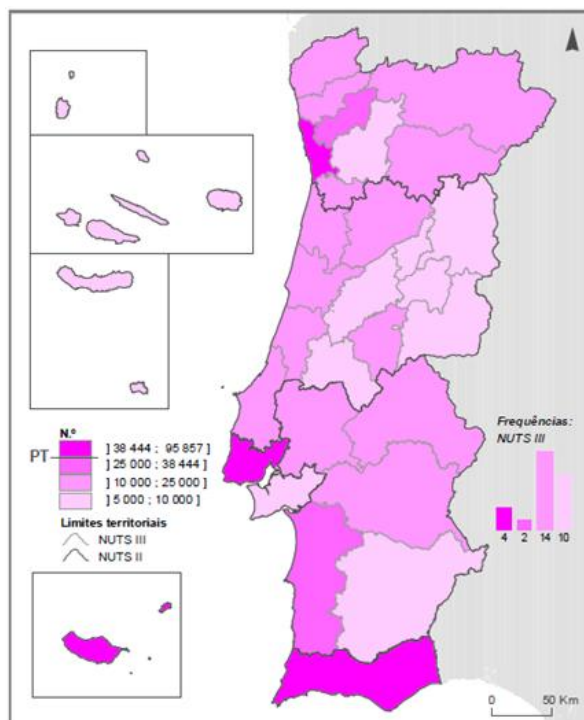 N.º
PT
] 38 444 ; 95 857 ]
] 25 000 ; 38 444 ]
] 10 000 ; 25 000 ]
] 5 000 ; 10 000 ]
Limites territoriais
NUTS III
NUTS II
Frequências:
NUTS III
4 2 14 10
0 50 Km